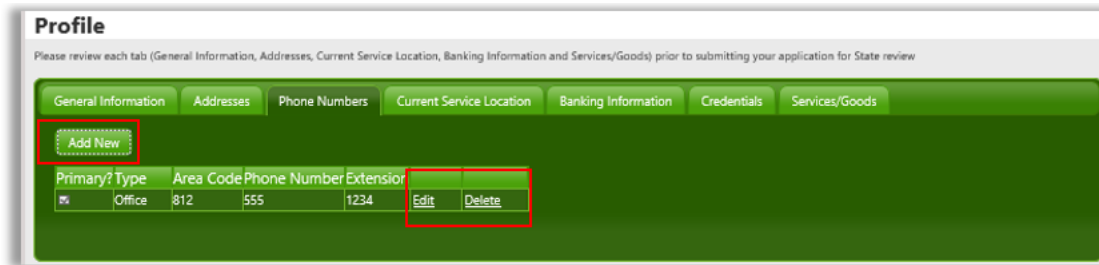 Profile
Please review each tab (General Information, Addresses, Current Service Location, Banking Information and Services/Goods) prior to submitting your application for State review
General Information Addresses Phone Numbers Current Service Location Banking Information Credentials Services/Goods
Add New
Primary? Type Area Code Phone Number Extension
Office 812 555 1234 Edit Delete